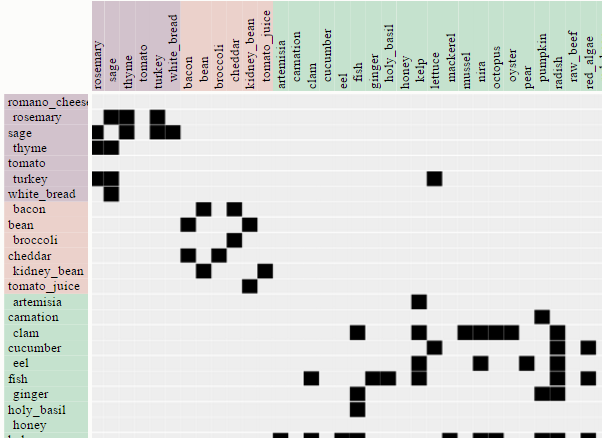 rosemary
sage
thyme
tomato
turkey
white_bread
bacon
bean
broccoli
cheddar
kidney_bean
tomato_juice
artemisia
carnation
clam
cucumber
eel
fish
ginger
holy_basil
honey
kelp
lettuce
mackerel
mussel
nira
octopus
oyster
pear
pumpkin
radish
raw_beef
red_algae
romano_cheese
rosemary
sage
thyme
tomato
turkey
white_bread
bacon
bean
broccoli
cheddar
kidney_bean
tomato_juice
artemisia
carnation
clam
cucumber
eel
fish
ginger
holy_basil
honey